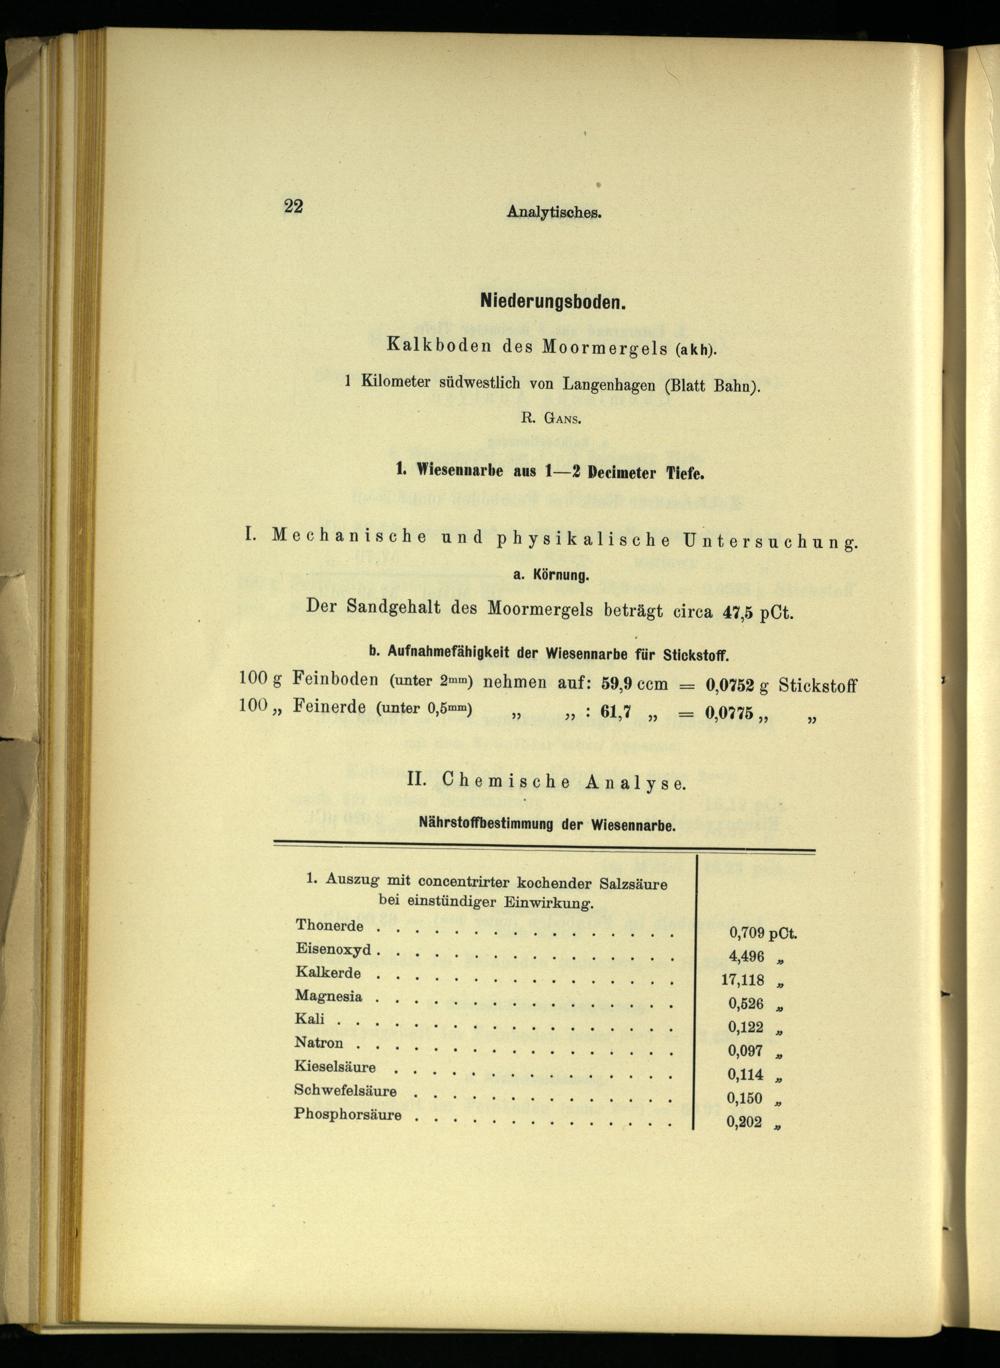 22
Analytisches.
Niederungsboden.
Kalkboden des Moormergels (akh).
1 Kilometer südwestlich von Langenhagen (Blatt Bahn).
R. GANS.
1. Wiesennarbe aus 1—2 Decimeter Tiefe.
I. Mechanische und physikalische Untersuchung.
a. Körnung.
Der Sandgehalt des Moormergels beträgt circa 47,5 pCt.
b. Aufnahmefähigkeit der Wiesennarbe für Stickstoff.
100 g Feinboden (unter 2mm) nehmen auf: 59,9 ccm = 0,0752 g Stickstoff
100 „ Feinerde (unter 0,5mm) „ „ : 61,7 „ = 0,0775 „ „
II. Chemische Analyse.
Nährstoffbestimmung der Wiesennarbe.
1. Auszug mit concentrirter kochender Salzsäure
bei einstündiger Einwirkung.
Thonerde . . . . . . . . . . . . . . . . 0,709 pCt.
Eisenoxyd . . . . . . . . . . . . . . . . 4,496 „
Kalkerde . . . . . . . . . . . . . . . . 17,118 „
Magnesia . . . . . . . . . . . . . . . . 0,526 „
Kali . . . . . . . . . . . . . . . . . . 0,122 „
Natron . . . . . . . . . . . . . . . . . 0,097 „
Kieselsäure . . . . . . . . . . . . . . . 0,114 „
Schwefelsäure . . . . . . . . . . . . . . 0,150 „
Phosphorsäure . . . . . . . . . . . . . . 0,202 „